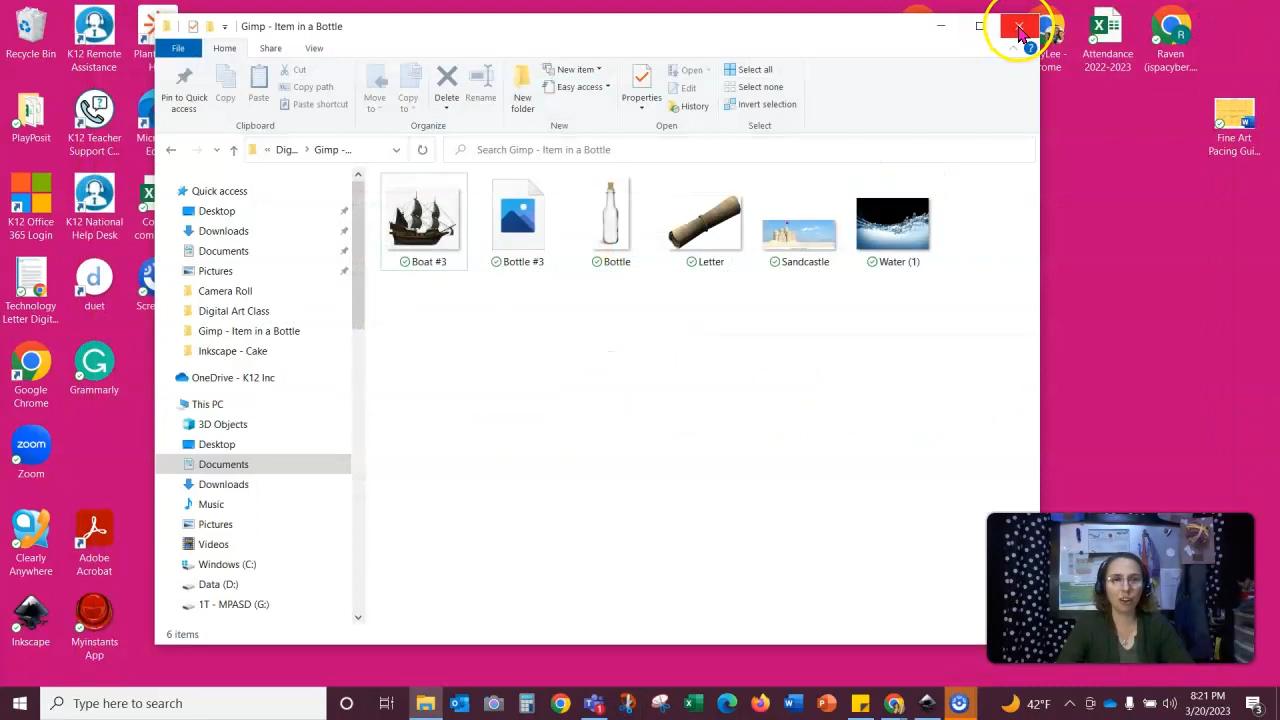 Gimp - Item in a Bottle
File
Home
Share
View
Pin to Quick
access
Copy
Paste
Cut
Copy path
Paste shortcut
Clipboard
Move
to
Copy
to
Delete
Rename
Organize
New
folder
New item
Easy access
New
Properties
Open
Edit
History
Open
Select all
Select none
Invert selection
Select
« Dig... > Gimp -...
Search Gimp - Item in a Bottle
Quick access
Desktop
Downloads
Documents
Pictures
Camera Roll
Digital Art Class
Gimp - Item in a Bottle
Inkscape - Cake
OneDrive - K12 Inc
This PC
3D Objects
Desktop
Documents
Downloads
Music
Pictures
Videos
Windows (C:)
Data (D:)
1T - MPASD (G:)
6 items
Boat #3
Bottle #3
Bottle
Letter
Sandcastle
Water (1)
Recycle Bin
K12 Remote
Assistance
PlayPosit
K12 Teacher
Support C...
K12 Office
365 Login
K12 National
Help Desk
Technology
Letter Digit...
duet
Google
Chrome
Grammarly
zoom
Zoom
Clearly
Anywhere
Adobe
Acrobat
Inkscape
Myinstants
App
Attendance
2022-2023
Raven
(ispacyber....
Fine Art
Pacing Gui...
Type here to search
42°F
8:21 PM
3/20/2023
3